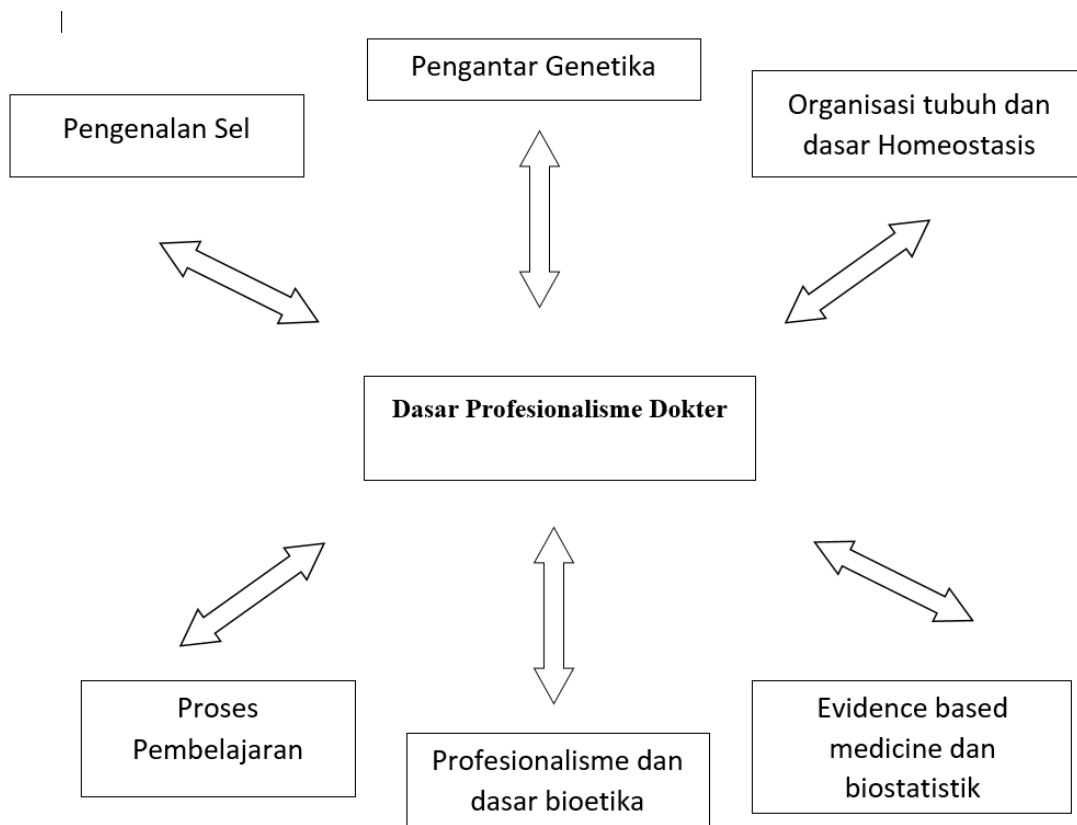 Pengantar Genetika
Pengenalan Sel
Organisasi tubuh dan
dasar Homeostasis
Dasar Profesionalisme Dokter
Proses
Pembelajaran
Profesionalisme dan
dasar bioetika
Evidence based
medicine dan
biostatistik